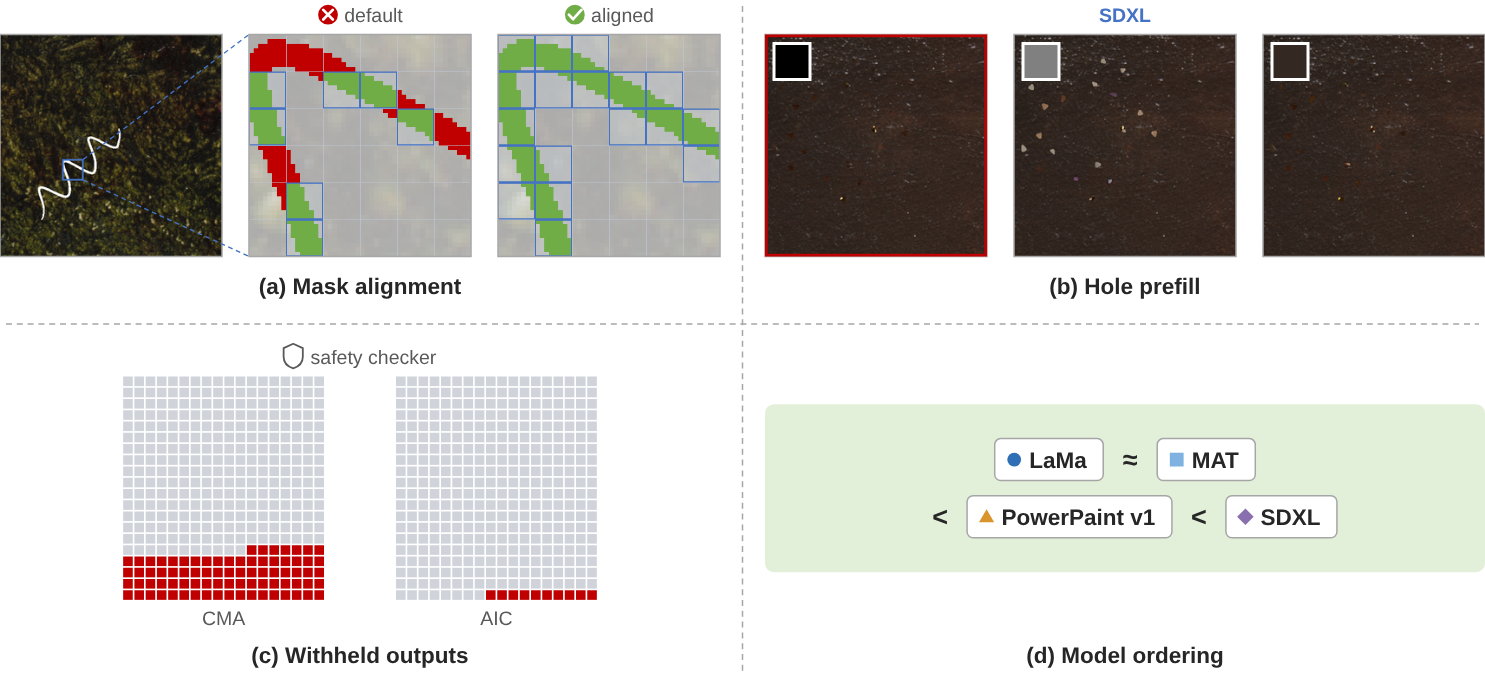 default
aligned
(a) Mask alignment
SDXL
(b) Hole prefill
safety checker
CMA
AIC
(c) Withheld outputs
LaMa ≈ MAT
< PowerPaint v1 < SDXL
(d) Model ordering